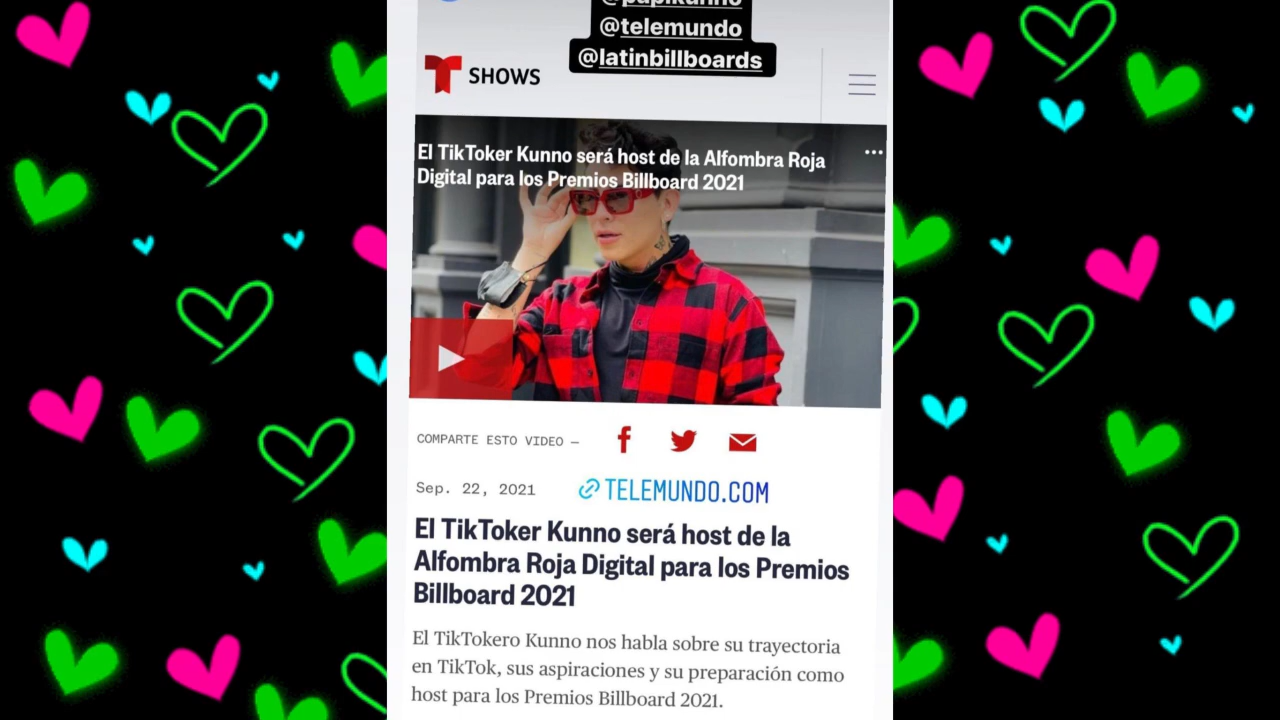 @papikunno
@telemundo
@latinbillboards
SHOWS
El TikToker Kunno será host de la Alfombra Roja
Digital para los Premios Billboard 2021
COMPARTE ESTO VIDEO —
Sep. 22, 2021
TELEMUNDO.COM
El TikToker Kunno será host de la
Alfombra Roja Digital para los Premios
Billboard 2021
El TikTokero Kunno nos habla sobre su trayectoria
en TikTok, sus aspiraciones y su preparación como
host para los Premios Billboard 2021.